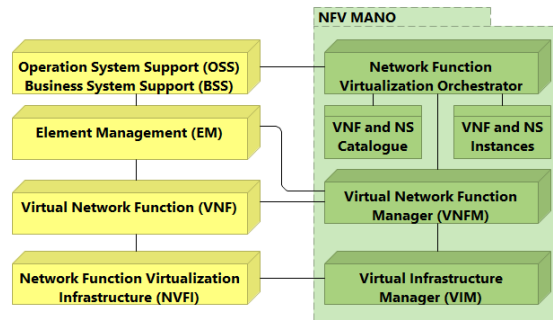 NFV MANO
Operation System Support (OSS)
Business System Support (BSS)
Network Function
Virtualization Orchestrator
VNF and NS
Catalogue
VNF and NS
Instances
Element Management (EM)
Virtual Network Function (VNF)
Virtual Network Function
Manager (VNFM)
Network Function Virtualization
Infrastructure (NVFI)
Virtual Infrastructure
Manager (VIM)